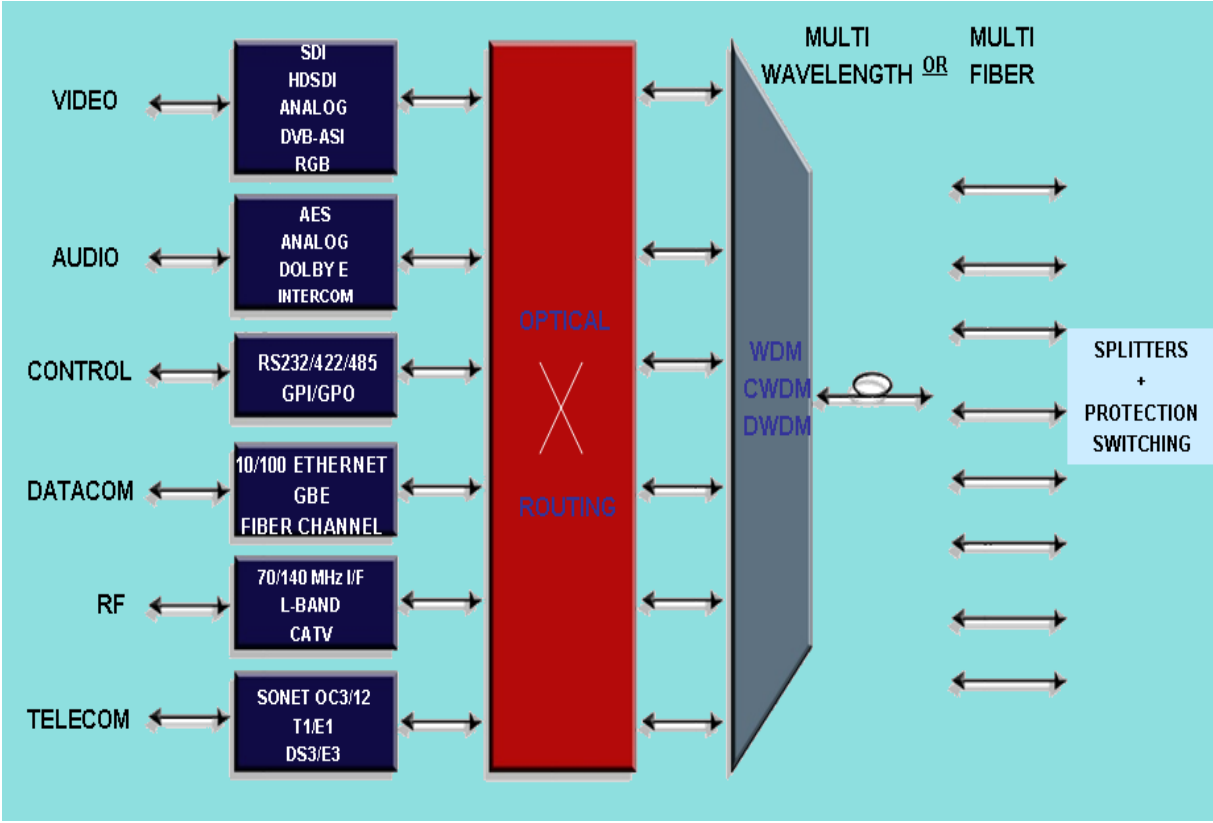 MULTI
WAVELENGTH
OR
MULTI
FIBER
VIDEO
SDI
HDSDI
ANALOG
DVB-ASI
RGB
AUDIO
AES
ANALOG
DOLBY E
INTERCOM
CONTROL
RS232/422/485
GPI/GPO
DATACOM
10/100 ETHERNET
GBE
FIBER CHANNEL
RF
70/140 MHz I/F
L-BAND
CATV
TELECOM
SONET OC3/12
T1/E1
DS3/E3
OPTICAL
ROUTING
WDM
CWDM
DWDM
SPLITTERS
+
PROTECTION
SWITCHING